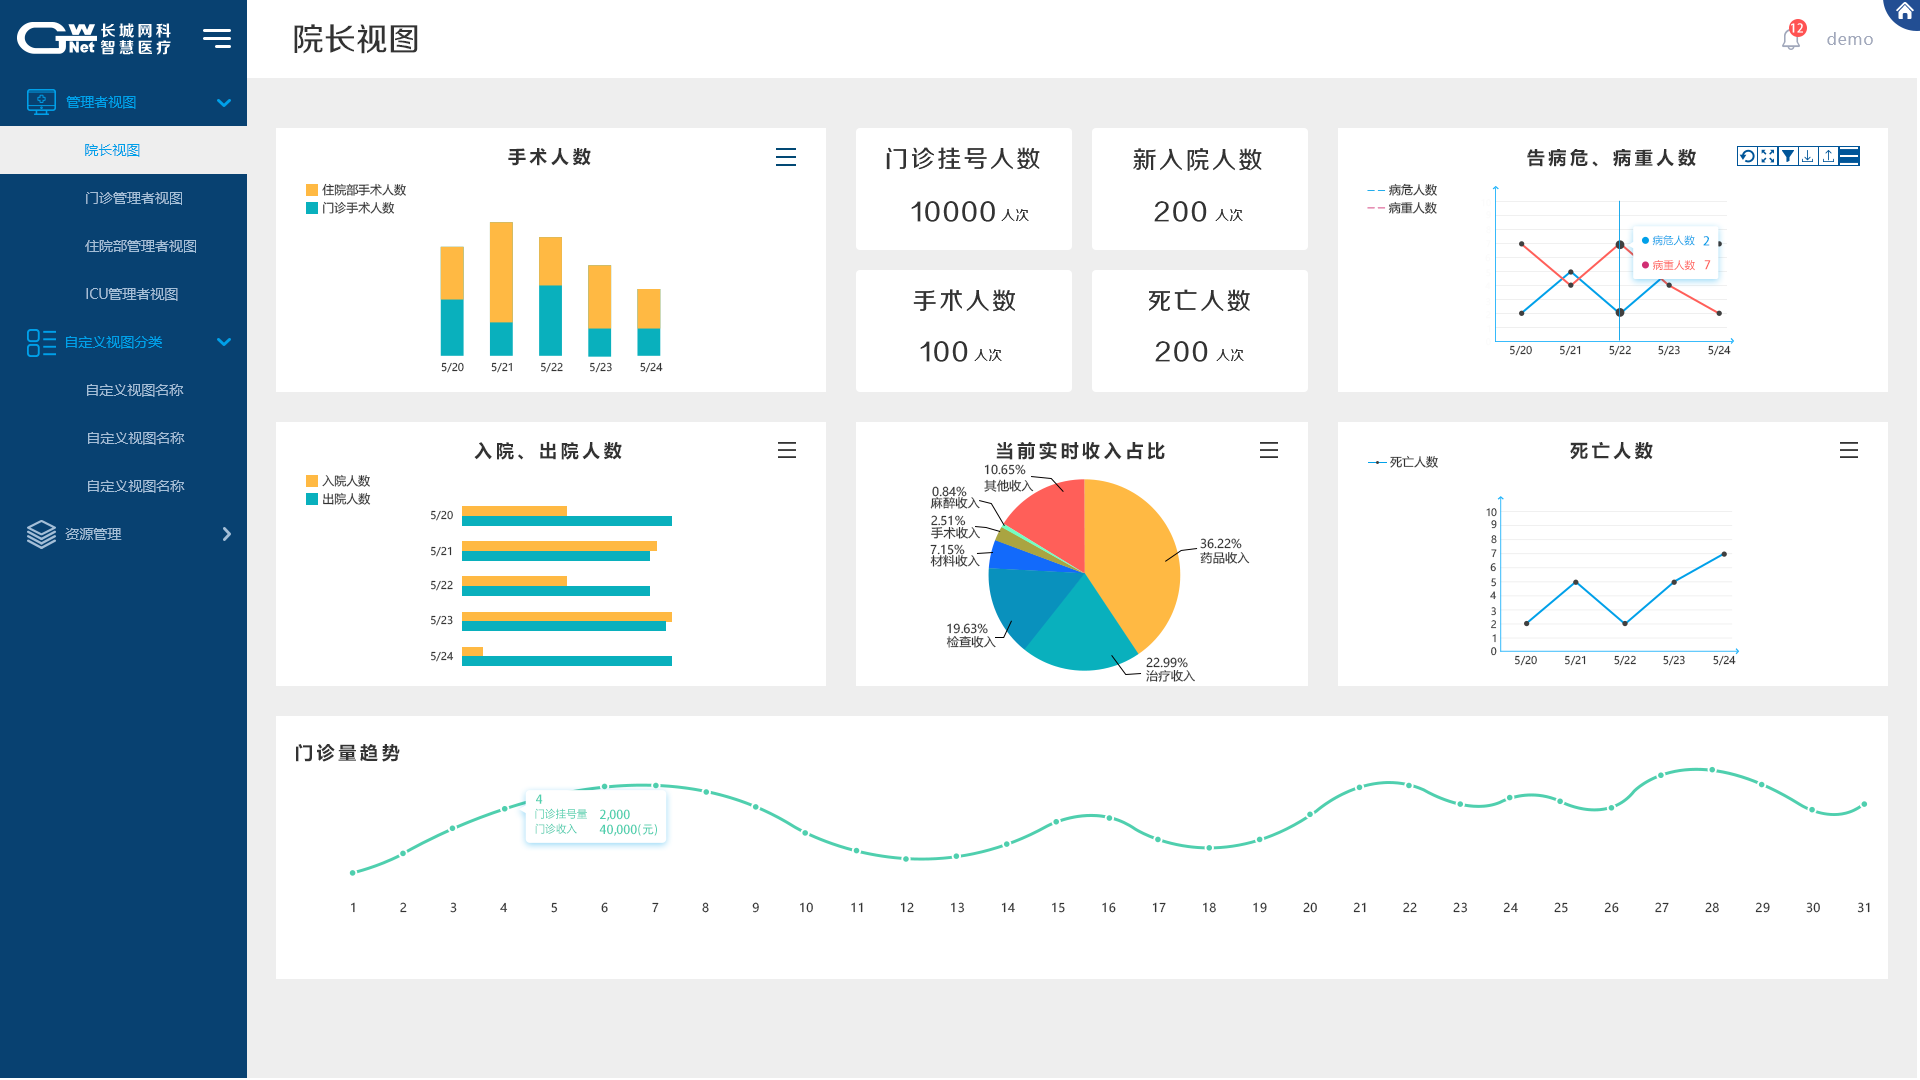 GW 长城网科
Net 智慧医疗
院长视图
12
demo
管理者视图
院长视图
门诊管理者视图
住院部管理者视图
ICU管理者视图
自定义视图分类
自定义视图名称
自定义视图名称
自定义视图名称
资源管理
手术人数
住院部手术人数
门诊手术人数
5/20 5/21 5/22 5/23 5/24
门诊挂号人数
10000 人次
新入院人数
200 人次
手术人数
100 人次
死亡人数
200 人次
告病危、病重人数
病危人数
病重人数
病危人数 2
病重人数 7
5/20 5/21 5/22 5/23 5/24
入院、出院人数
入院人数
出院人数
5/20
5/21
5/22
5/23
5/24
当前实时收入占比
10.65%
其他收入
0.84%
麻醉收入
2.51%
手术收入
7.15%
材料收入
36.22%
药品收入
19.63%
检查收入
22.99%
治疗收入
死亡人数
死亡人数
10
9
8
7
6
5
4
3
2
1
0
5/20 5/21 5/22 5/23 5/24
门诊量趋势
4
门诊挂号量 2,000
门诊收入 40,000(元)
1 2 3 4 5 6 7 8 9 10 11 12 13 14 15 16 17 18 19 20 21 22 23 24 25 26 27 28 29 30 31